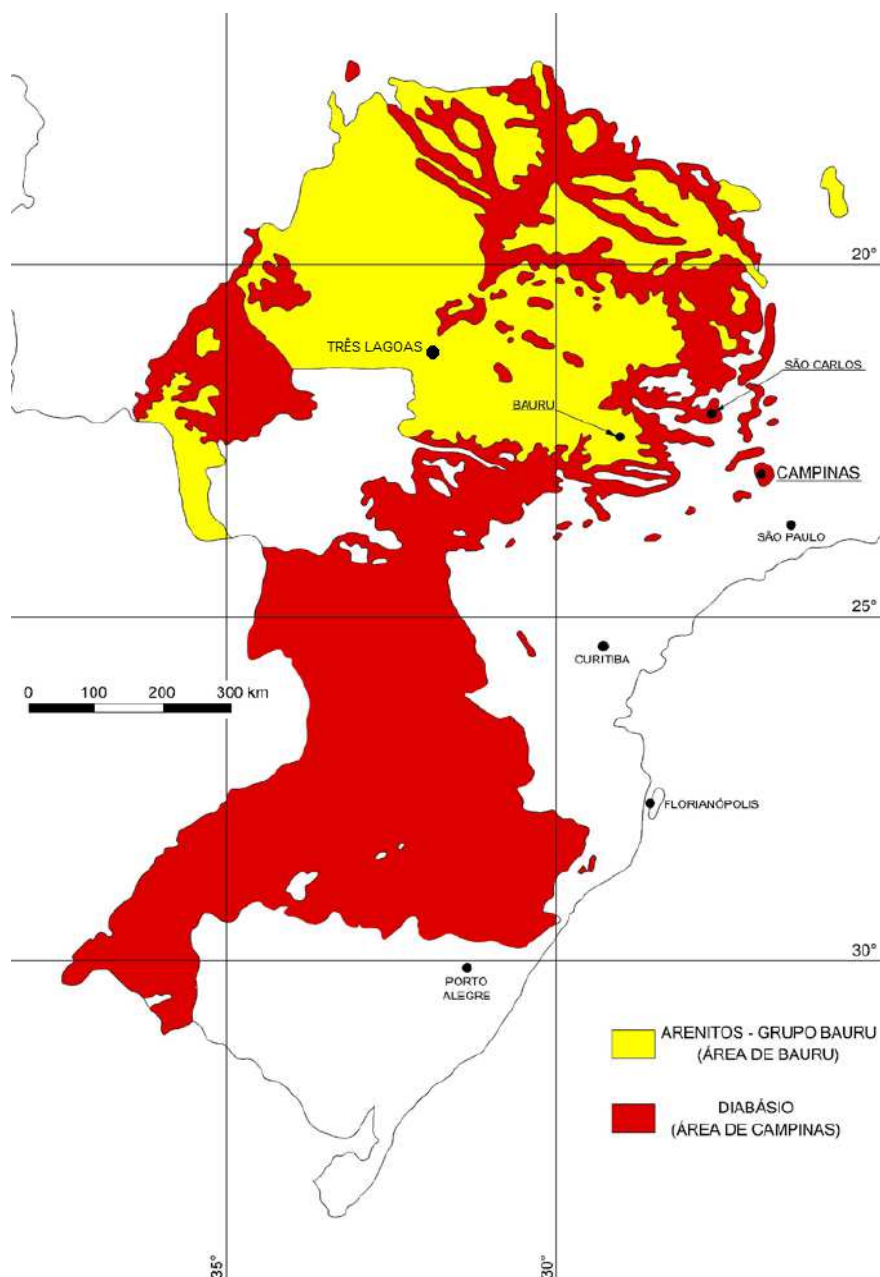 20°
TRÊS LAGOAS
SÃO CARLOS
BAURU
CAMPINAS
SÃO PAULO
25°
CURITIBA
0 100 200 300 km
FLORIANÓPOLIS
30°
PORTO
ALEGRE
ARENITOS - GRUPO BAURU
(ÁREA DE BAURU)
DIABÁSIO
(ÁREA DE CAMPINAS)
35°
30°